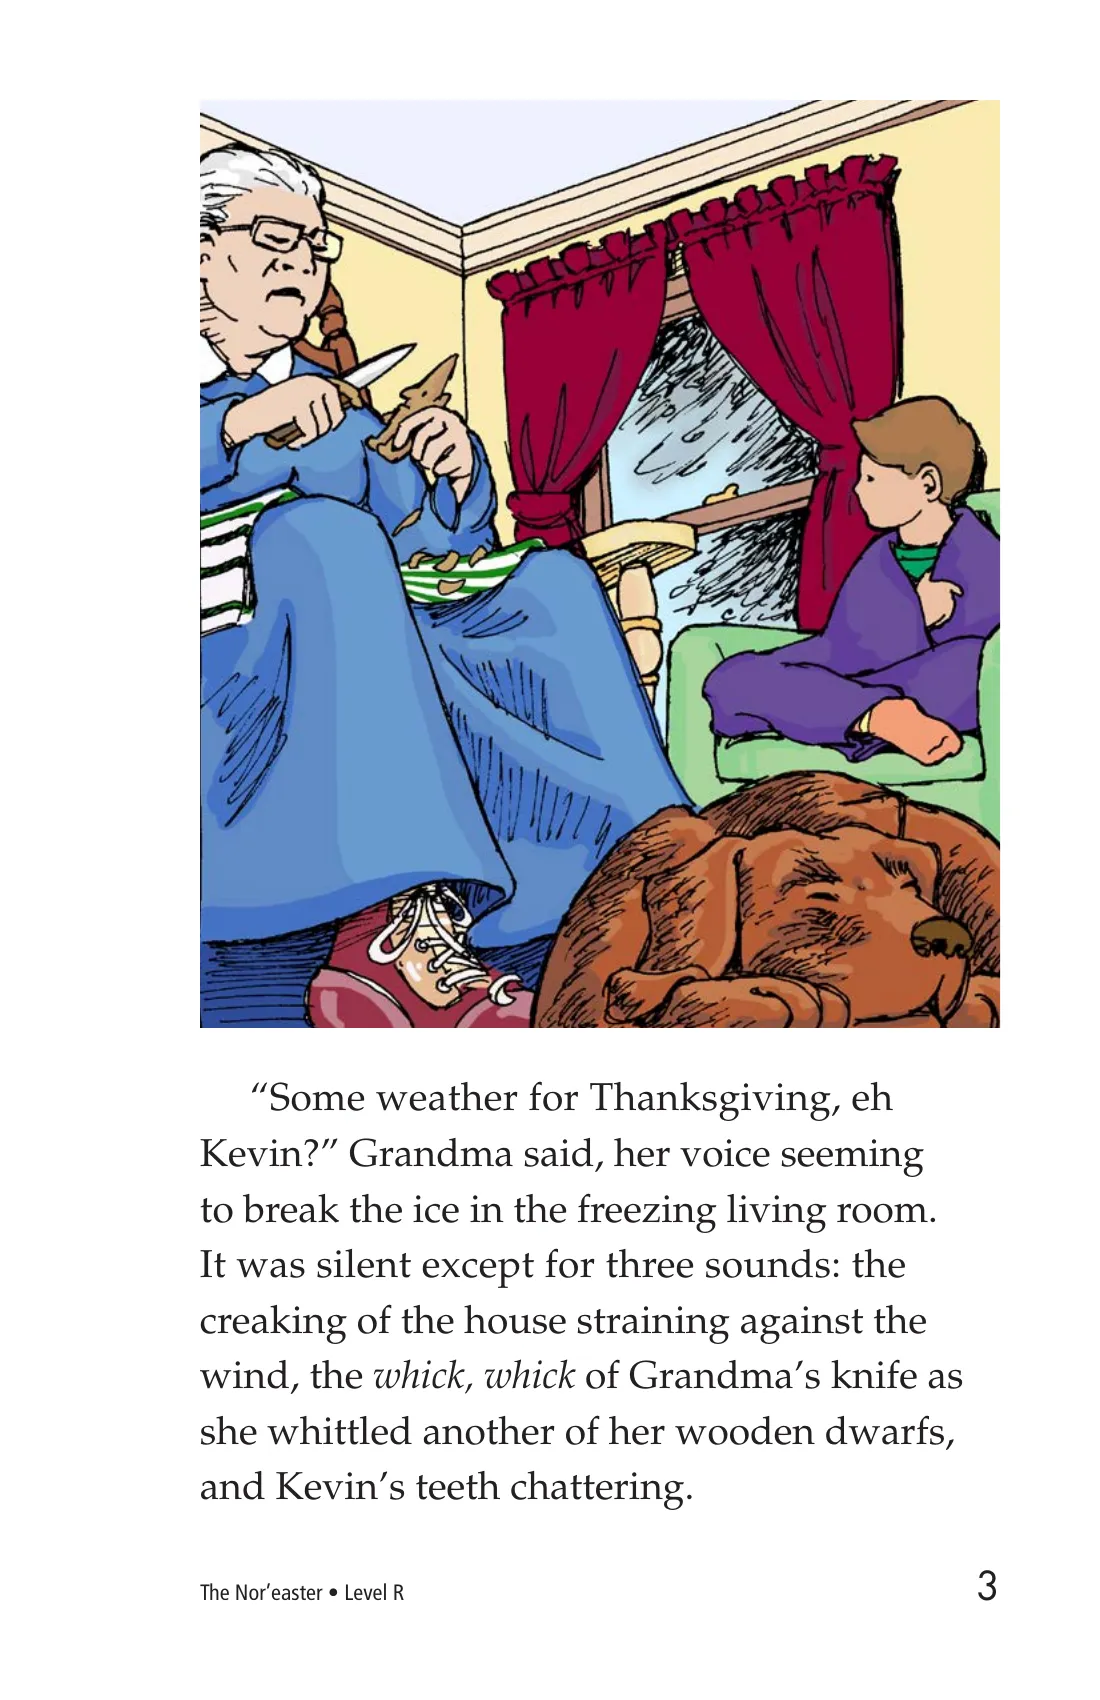 “Some weather for Thanksgiving, eh
Kevin?” Grandma said, her voice seeming
to break the ice in the freezing living room.
It was silent except for three sounds: the
creaking of the house straining against the
wind, the whick, whick of Grandma’s knife as
she whittled another of her wooden dwarfs,
and Kevin’s teeth chattering.
The Nor’easter • Level R
3